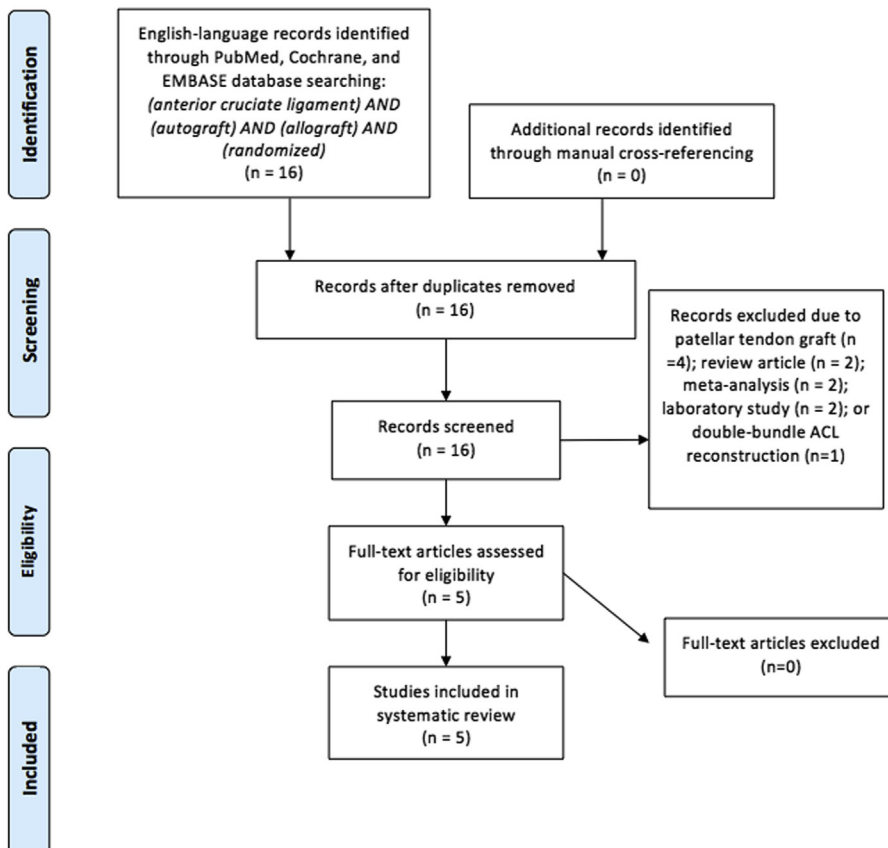 Identification
English-language records identified
through PubMed, Cochrane, and
EMBASE database searching:
(anterior cruciate ligament) AND
(autograft) AND (allograft) AND
(randomized)
(n = 16)
Additional records identified
through manual cross-referencing
(n = 0)
Screening
Records after duplicates removed
(n = 16)
Records screened
(n = 16)
Records excluded due to
patellar tendon graft (n
=4); review article (n = 2);
meta-analysis (n = 2);
laboratory study (n = 2); or
double-bundle ACL
reconstruction (n=1)
Eligibility
Full-text articles assessed
for eligibility
(n = 5)
Full-text articles excluded
(n=0)
Included
Studies included in
systematic review
(n = 5)